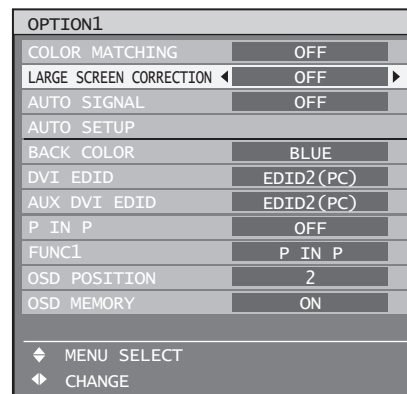 OPTION1
COLOR MATCHING OFF
LARGE SCREEN CORRECTION OFF
AUTO SIGNAL OFF
AUTO SETUP
BACK COLOR BLUE
DVI EDID EDID2(PC)
AUX DVI EDID EDID2(PC)
P IN P OFF
FUNC1 P IN P
OSD POSITION 2
OSD MEMORY ON
MENU SELECT
CHANGE